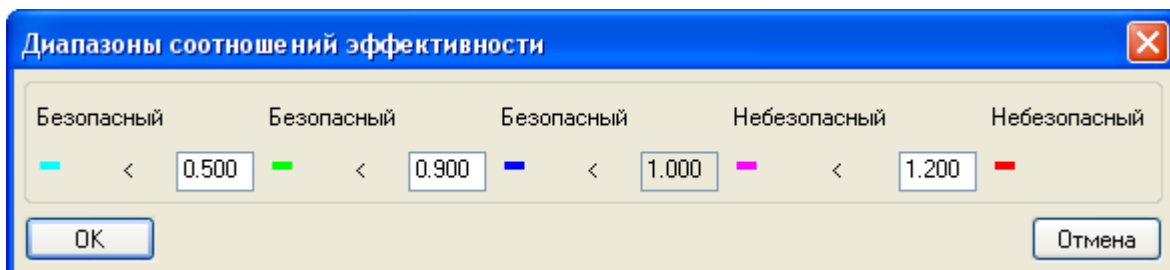 Диапазоны соотношений эффективности
Безопасный Безопасный Безопасный Небезопасный Небезопасный
< 0.500 < 0.900 < 1.000 < 1.200
OK Отмена